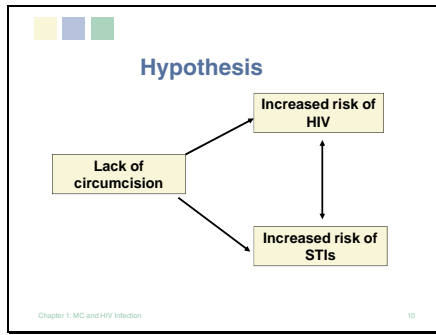 Hypothesis
Increased risk of
HIV
Lack of
circumcision
Increased risk of
STIs
Chapter 1: MC and HIV Infection
10